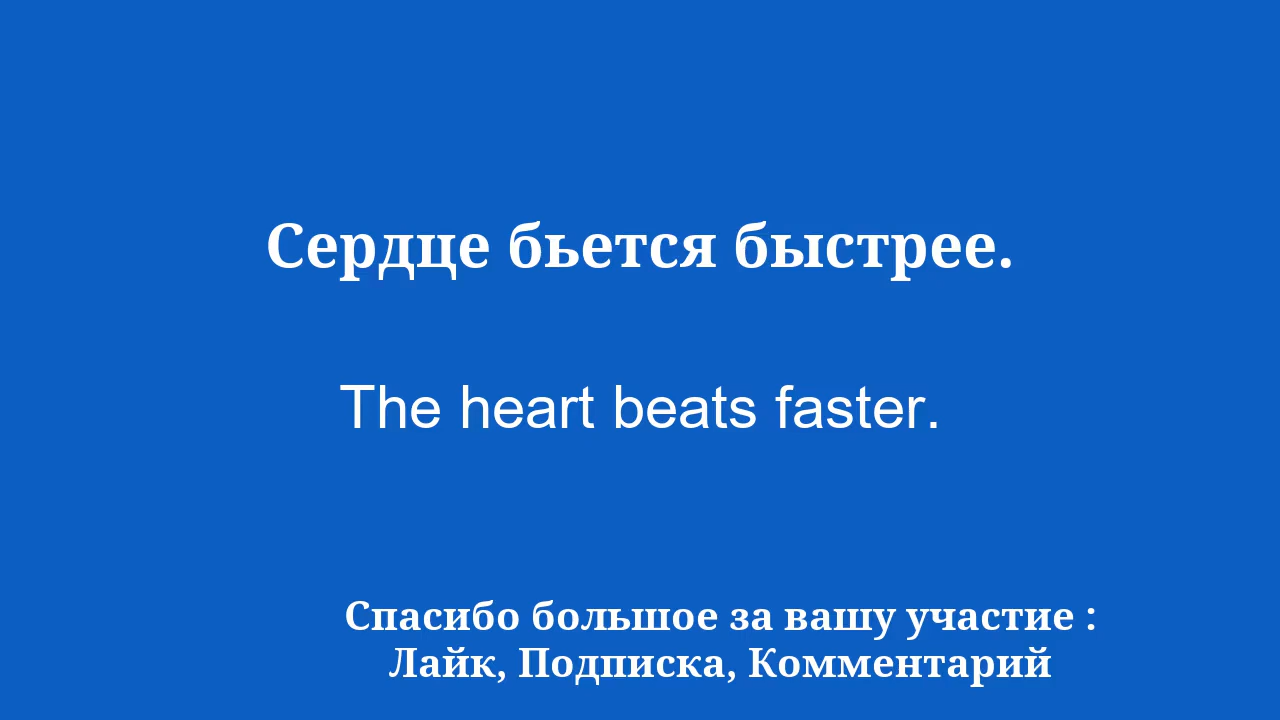 Сердце бьется быстрее.
The heart beats faster.
Спасибо большое за вашу участие :
Лайк, Подписка, Комментарий